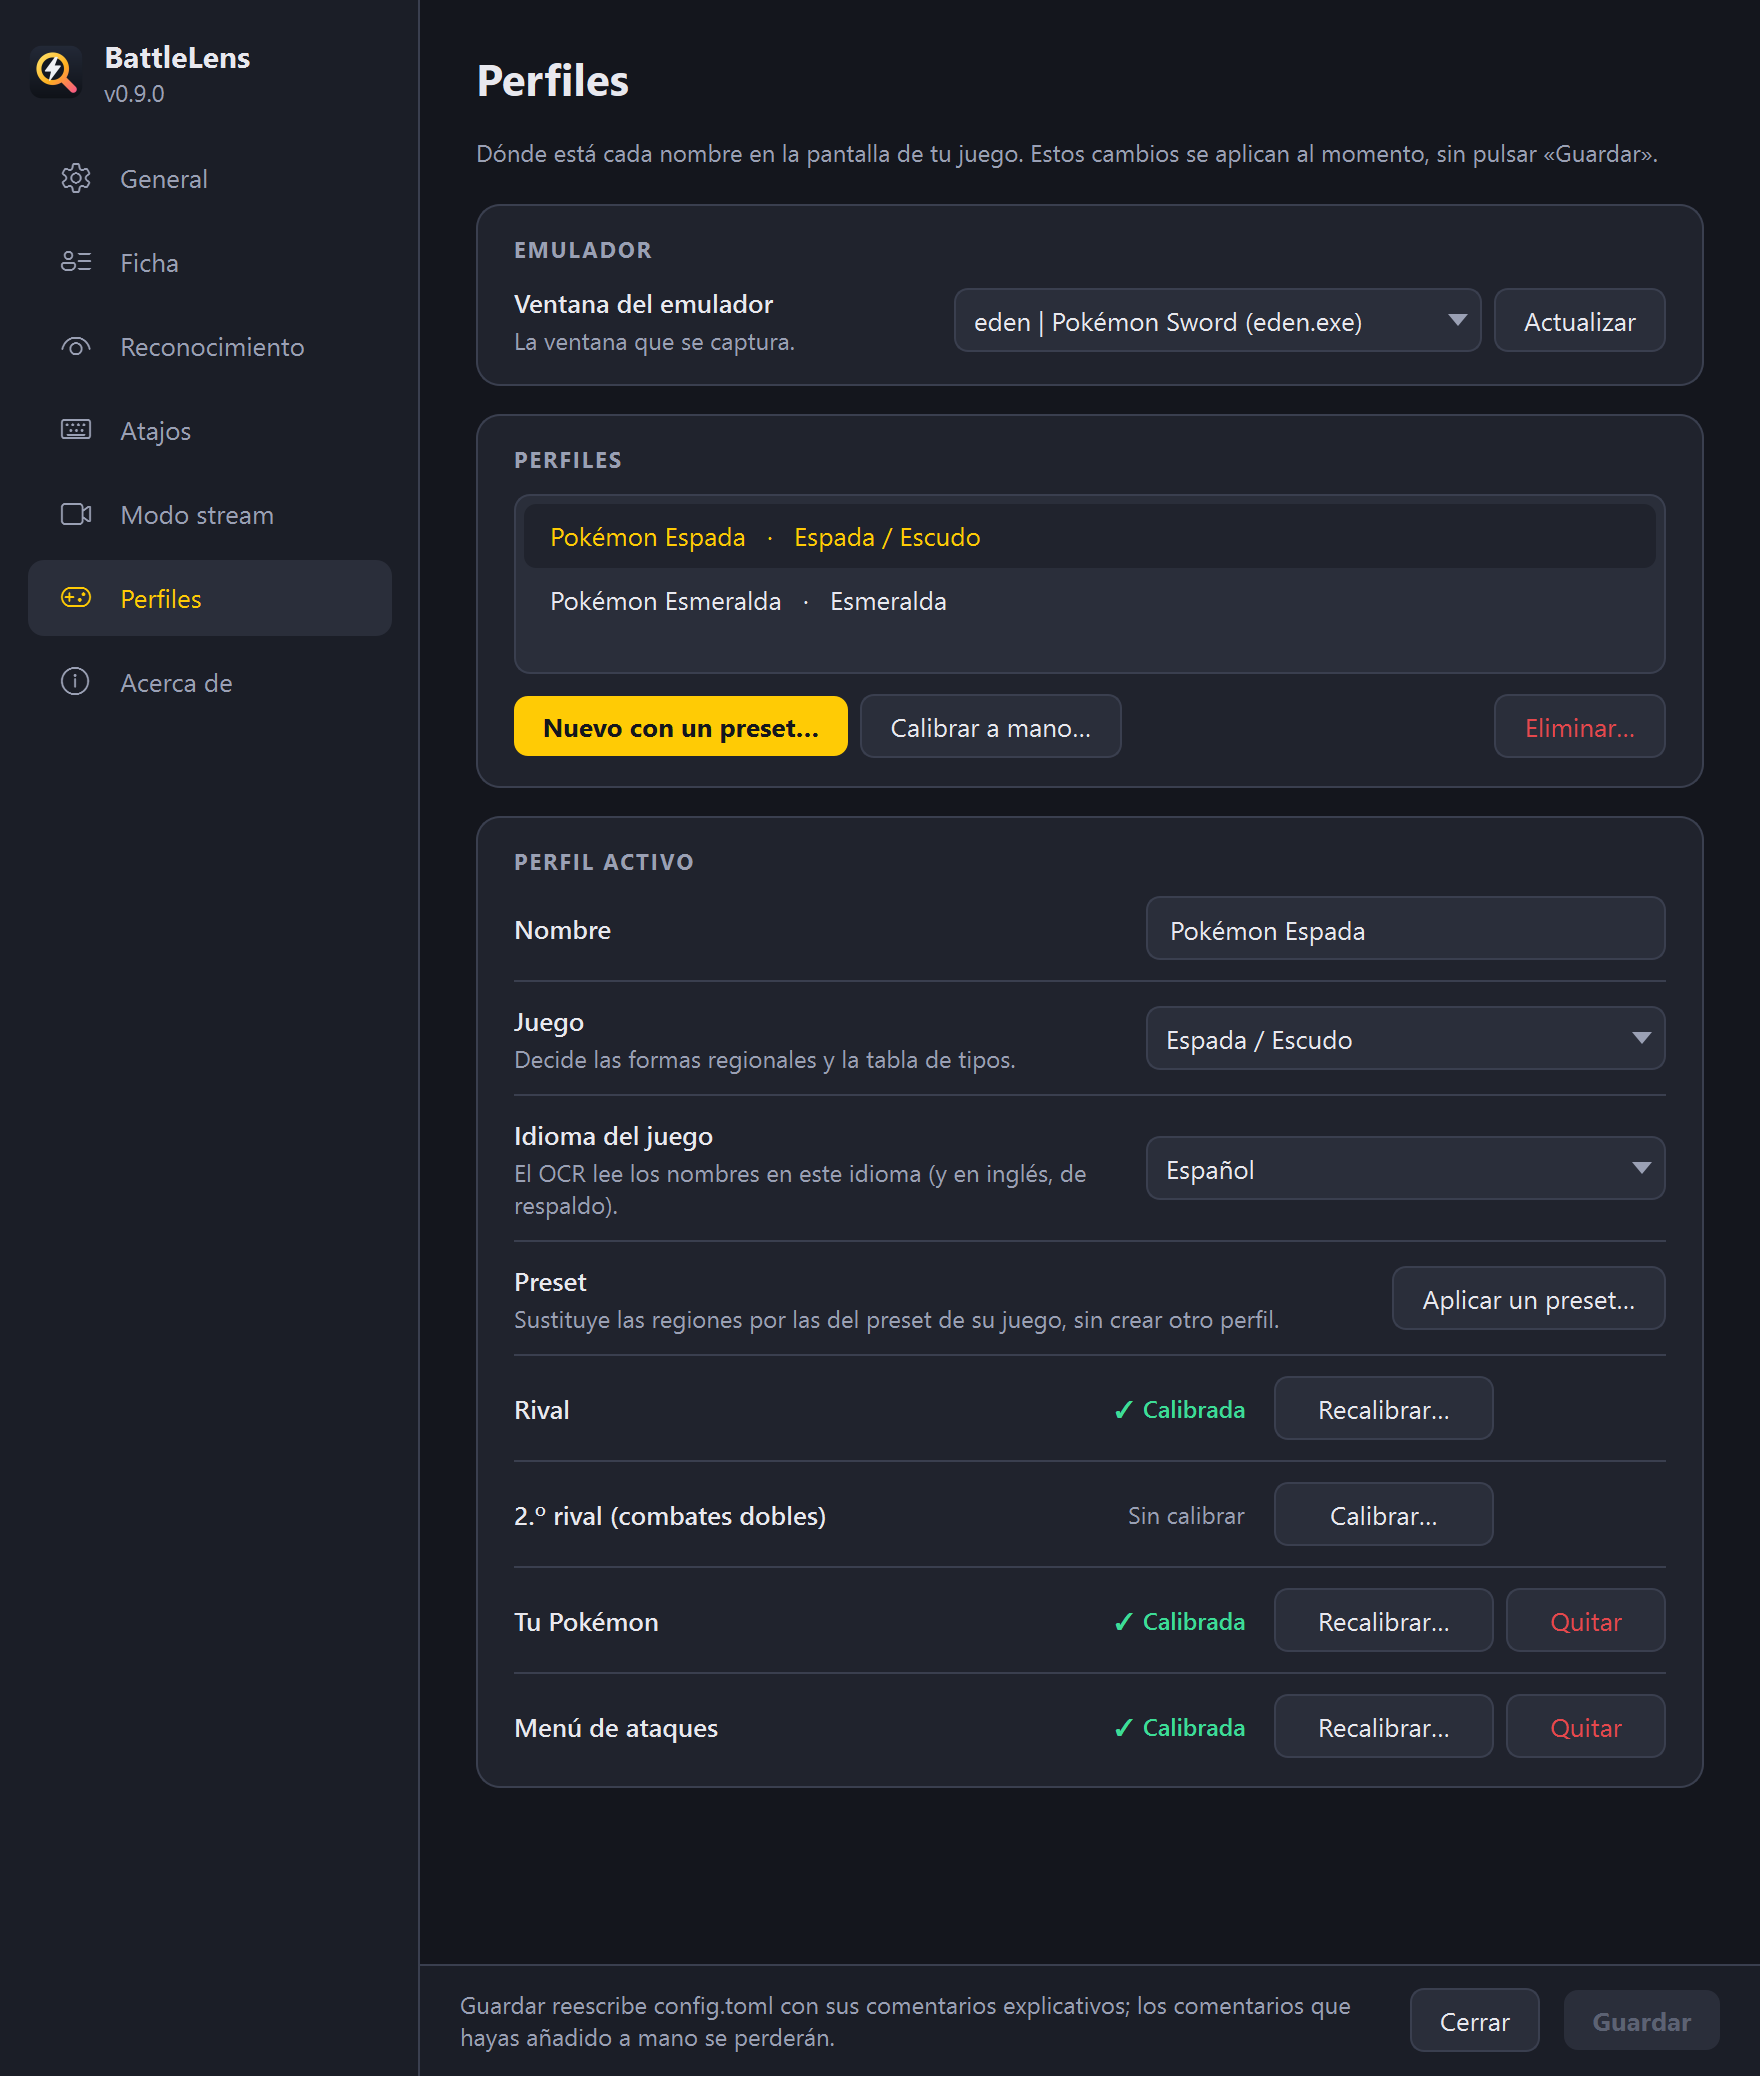 BattleLens
v0.9.0
General
Ficha
Reconocimiento
Atajos
Modo stream
Perfiles
Acerca de
Perfiles
Dónde está cada nombre en la pantalla de tu juego. Estos cambios se aplican al momento, sin pulsar «Guardar».
EMULADOR
Ventana del emulador
La ventana que se captura.
eden | Pokémon Sword (eden.exe)
Actualizar
PERFILES
Pokémon Espada · Espada / Escudo
Pokémon Esmeralda · Esmeralda
Nuevo con un preset...
Calibrar a mano...
Eliminar...
PERFIL ACTIVO
Nombre
Pokémon Espada
Juego
Decide las formas regionales y la tabla de tipos.
Espada / Escudo
Idioma del juego
El OCR lee los nombres en este idioma (y en inglés, de
respaldo).
Español
Preset
Sustituye las regiones por las del preset de su juego, sin crear otro perfil.
Aplicar un preset...
Rival
✓ Calibrada
Recalibrar...
2.º rival (combates dobles)
Sin calibrar
Calibrar...
Tu Pokémon
✓ Calibrada
Recalibrar...
Quitar
Menú de ataques
✓ Calibrada
Recalibrar...
Quitar
Guardar reescribe config.toml con sus comentarios explicativos; los comentarios que
hayas añadido a mano se perderán.
Cerrar
Guardar